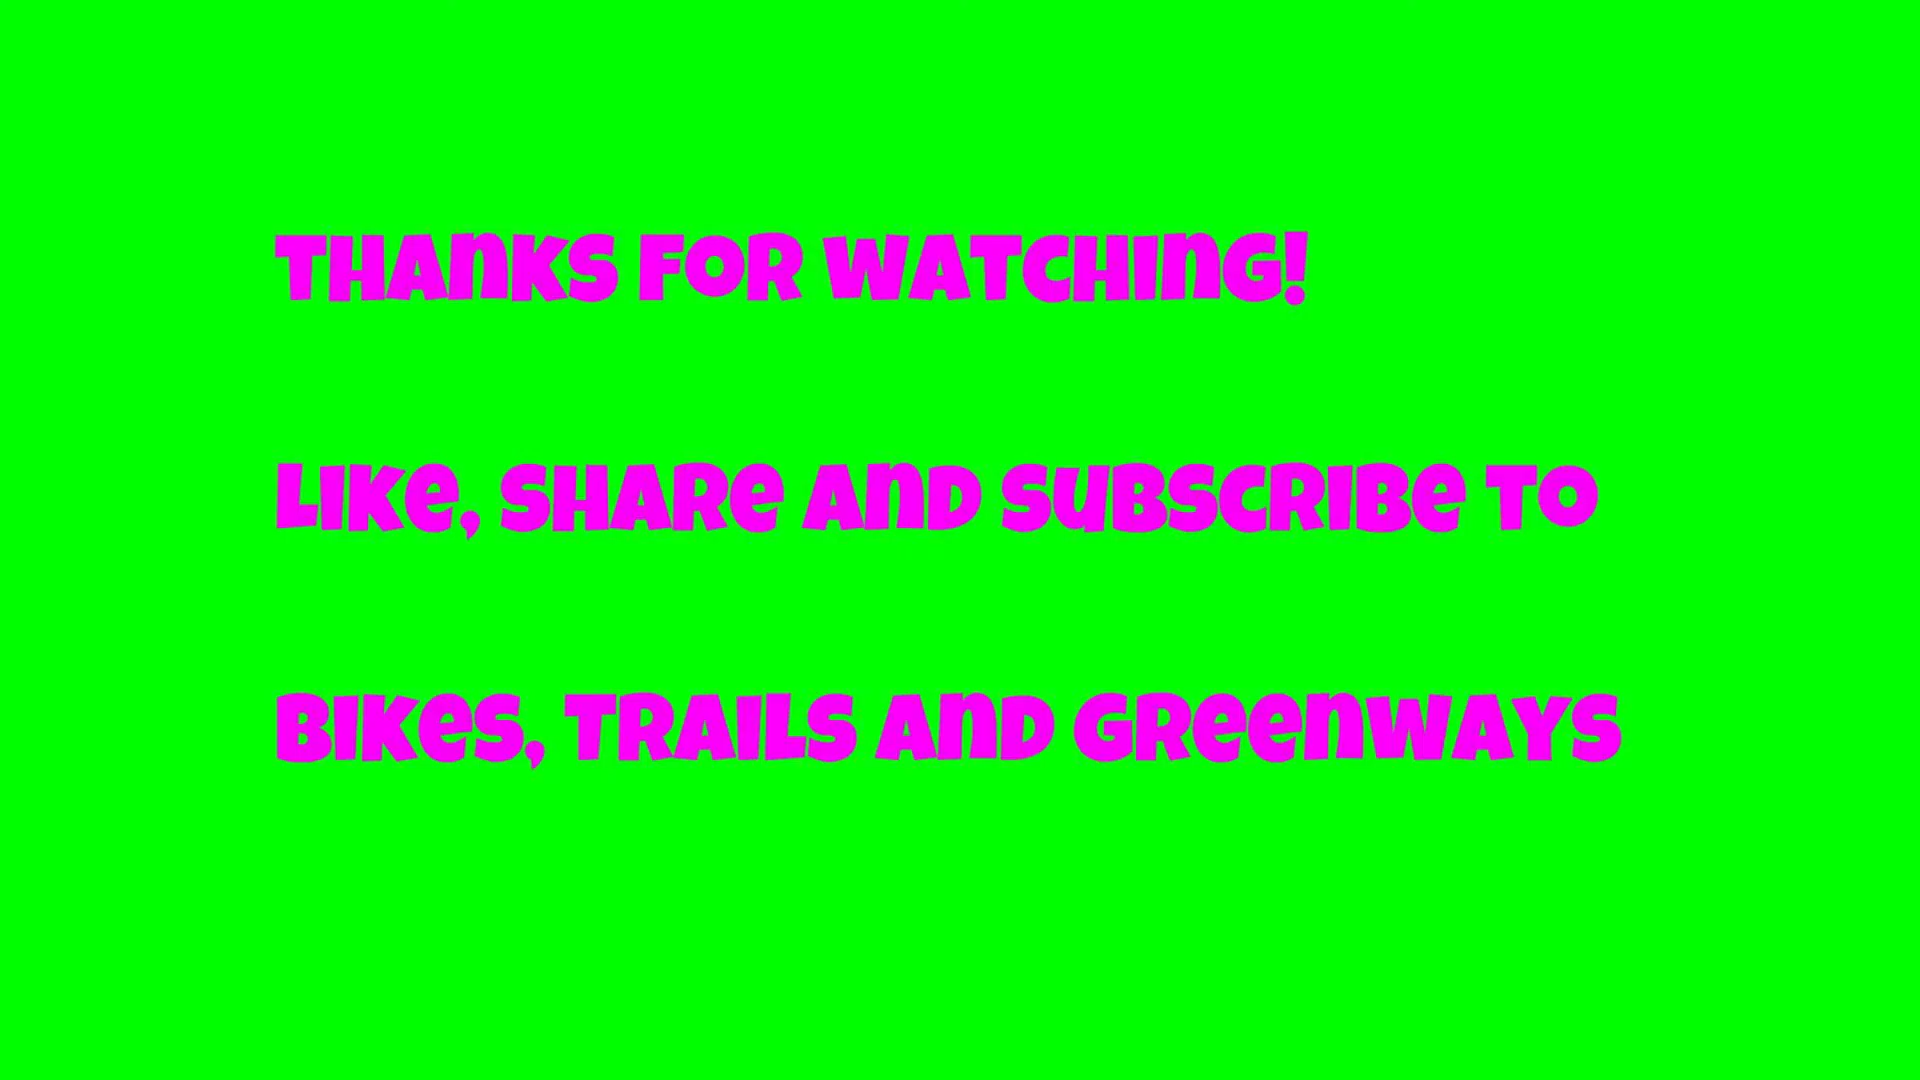 THANKS FOR WATCHING!
LIKE, SHARE AND SUBSCRIBE TO
BIKES, TRAILS AND GREENWAYS